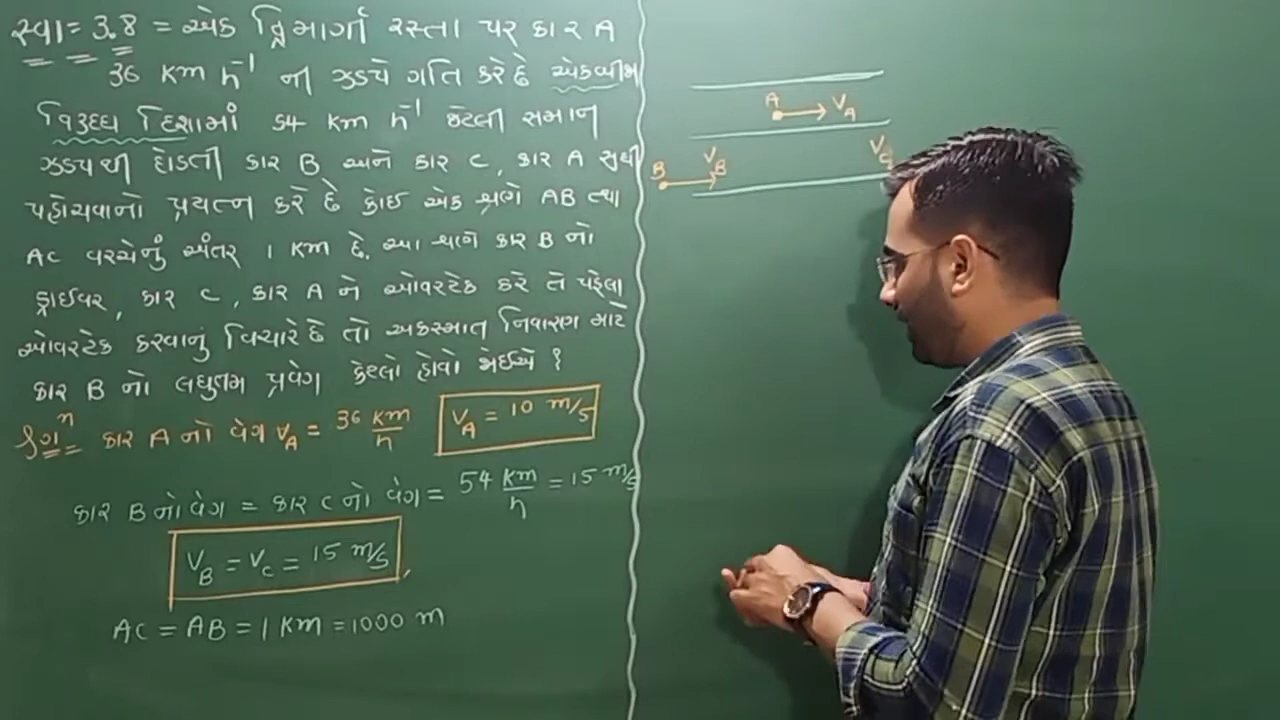 સ્વા = 3.8 = એક દ્વિમાર્ગી રસ્તા પર કાર A
36 Km h⁻¹ ની ઝડપે ગતિ કરે છે એકબીજા
વિરુદ્ધ દિશામાં 54 Km h⁻¹ જેટલી સમાન
ઝડપથી દોડતી કાર B અને કાર C, કાર A સુધી
પહોચવાનો પ્રયત્ન કરે છે કોઈ એક ક્ષણે AB તથા
AC વચ્ચેનું અંતર 1 Km છે. આ ક્ષણે કાર B નો
ડ્રાઈવર, કાર C, કાર A ને ઓવરટેક કરે તે પહેલા
ઓવરટેક કરવાનું વિચારે છે તો અકસ્માત નિવારણ માટે
કાર B નો લઘુતમ પ્રવેગ કેટલો હોવો જોઈએ ?
કાર A નો વેગ V_A = 36 Km/h V_A = 10 m/s
કાર B નો વેગ = કાર C નો વેગ = 54 Km/h = 15 m/s
V_B = V_C = 15 m/s
AC = AB = 1 Km = 1000 m
A V_A
V_C
B V_B